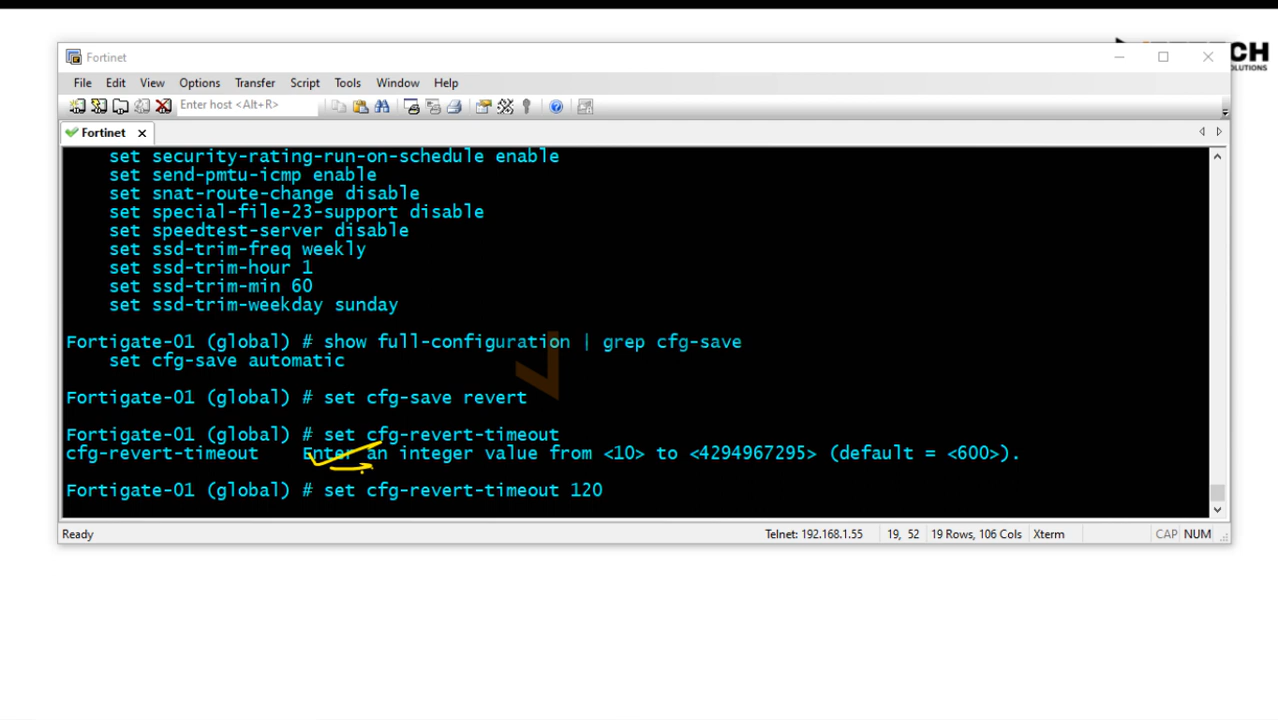 CH
OLUTIONS
Fortinet
File Edit View Options Transfer Script Tools Window Help
Enter host <Alt+R>
Fortinet
set security-rating-run-on-schedule enable
set send-pmtu-icmp enable
set snat-route-change disable
set special-file-23-support disable
set speedtest-server disable
set ssd-trim-freq weekly
set ssd-trim-hour 1
set ssd-trim-min 60
set ssd-trim-weekday sunday
Fortigate-01 (global) # show full-configuration | grep cfg-save
set cfg-save automatic
Fortigate-01 (global) # set cfg-save revert
Fortigate-01 (global) # set cfg-revert-timeout
cfg-revert-timeout Enter an integer value from <10> to <4294967295> (default = <600>).
Fortigate-01 (global) # set cfg-revert-timeout 120
Ready Telnet: 192.168.1.55 19, 52 19 Rows, 106 Cols Xterm CAP NUM